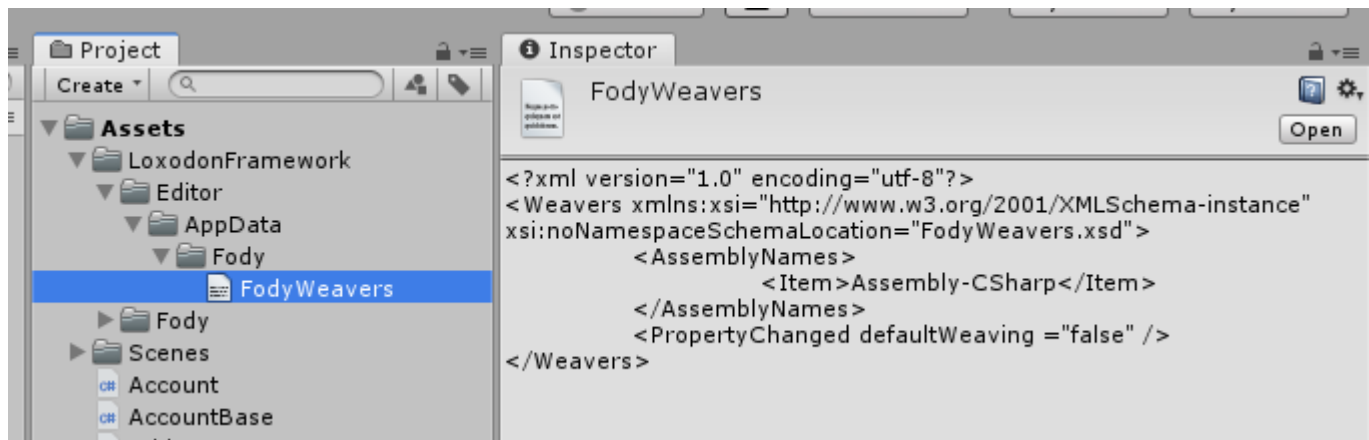 Project
Create
Assets
LoxodonFramework
Editor
AppData
Fody
FodyWeavers
Fody
Scenes
c# Account
c# AccountBase
Inspector
FodyWeavers
Open
<?xml version="1.0" encoding="utf-8"?>
<Weavers xmlns:xsi="http://www.w3.org/2001/XMLSchema-instance"
xsi:noNamespaceSchemaLocation="FodyWeavers.xsd">
<AssemblyNames>
<Item>Assembly-CSharp</Item>
</AssemblyNames>
<PropertyChanged defaultWeaving ="false" />
</Weavers>